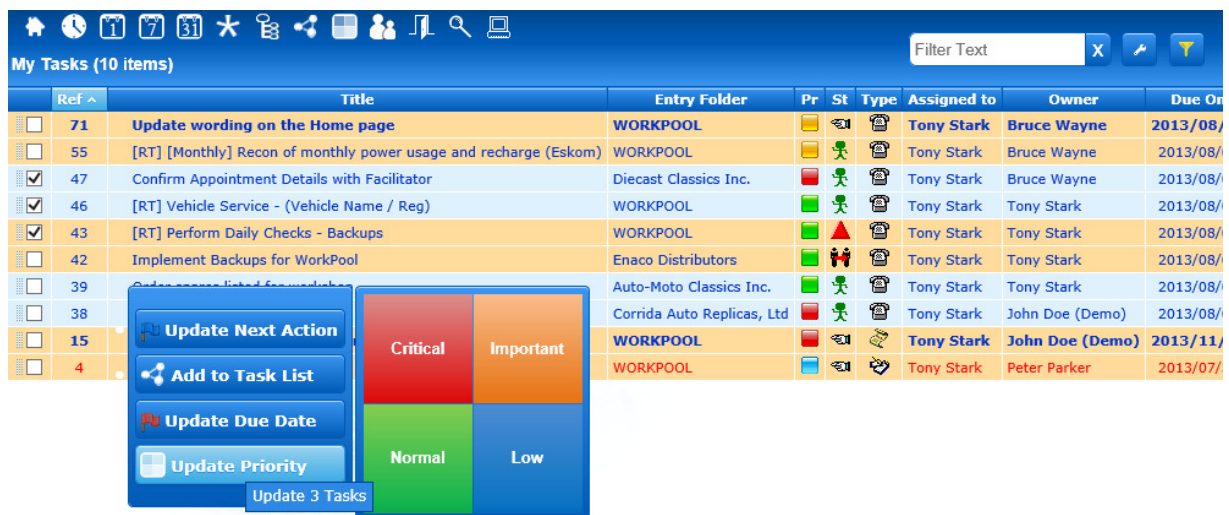 1 7 31
My Tasks (10 items)
Filter Text X
Ref Title Entry Folder Pr St Type Assigned to Owner Due On
71 Update wording on the Home page WORKPOOL Tony Stark Bruce Wayne 2013/08/
55 [RT] [Monthly] Recon of monthly power usage and recharge (Eskom) WORKPOOL Tony Stark Bruce Wayne 2013/08/
47 Confirm Appointment Details with Facilitator Diecast Classics Inc. Tony Stark Bruce Wayne 2013/08/
46 [RT] Vehicle Service - (Vehicle Name / Reg) WORKPOOL Tony Stark Tony Stark 2013/08/
43 [RT] Perform Daily Checks - Backups WORKPOOL Tony Stark Tony Stark 2013/08/
42 Implement Backups for WorkPool Enaco Distributors Tony Stark Tony Stark 2013/08/
39 Auto-Moto Classics Inc. Tony Stark Tony Stark 2013/08/
38 Corrida Auto Replicas, Ltd Tony Stark John Doe (Demo) 2013/08/
15 WORKPOOL Tony Stark John Doe (Demo) 2013/11/
4 WORKPOOL Tony Stark Peter Parker 2013/07/
Update Next Action
Add to Task List
Update Due Date
Update Priority
Update 3 Tasks
Critical Important
Normal Low